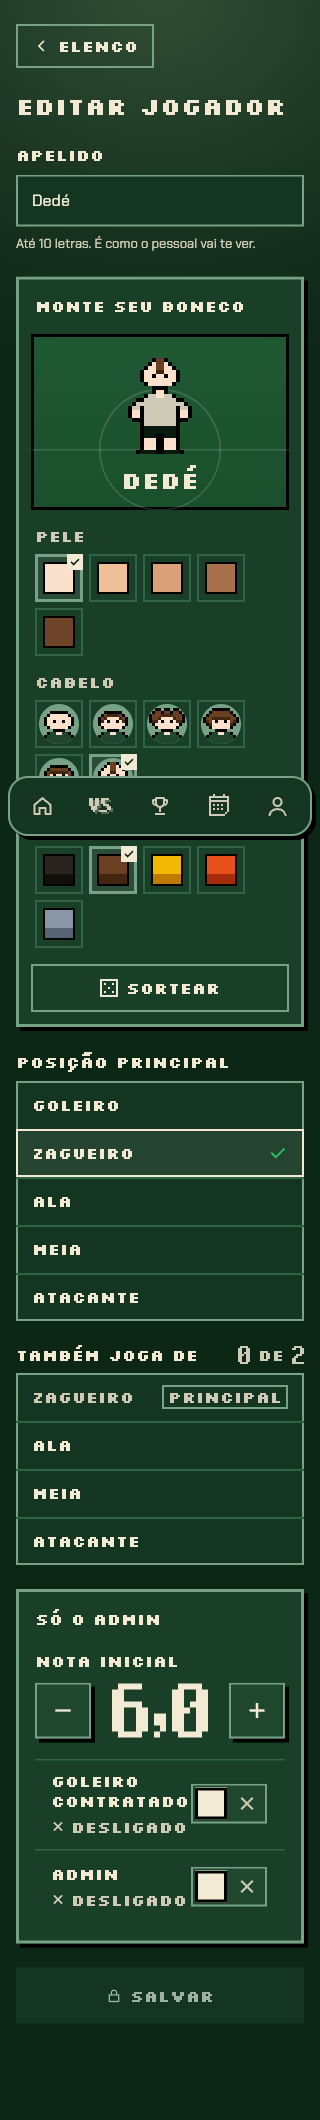 ELENCO
EDITAR JOGADOR
APELIDO
Dedé
Até 10 letras. É como o pessoal vai te ver.
MONTE SEU BONECO
DEDÉ
PELE
CABELO
VS
SORTEAR
POSIÇÃO PRINCIPAL
GOLEIRO
ZAGUEIRO
ALA
MEIA
ATACANTE
TAMBÉM JOGA DE 0 DE 2
ZAGUEIRO PRINCIPAL
ALA
MEIA
ATACANTE
SÓ O ADMIN
NOTA INICIAL
− 6,0 +
GOLEIRO
CONTRATADO
× DESLIGADO ×
ADMIN
× DESLIGADO ×
SALVAR